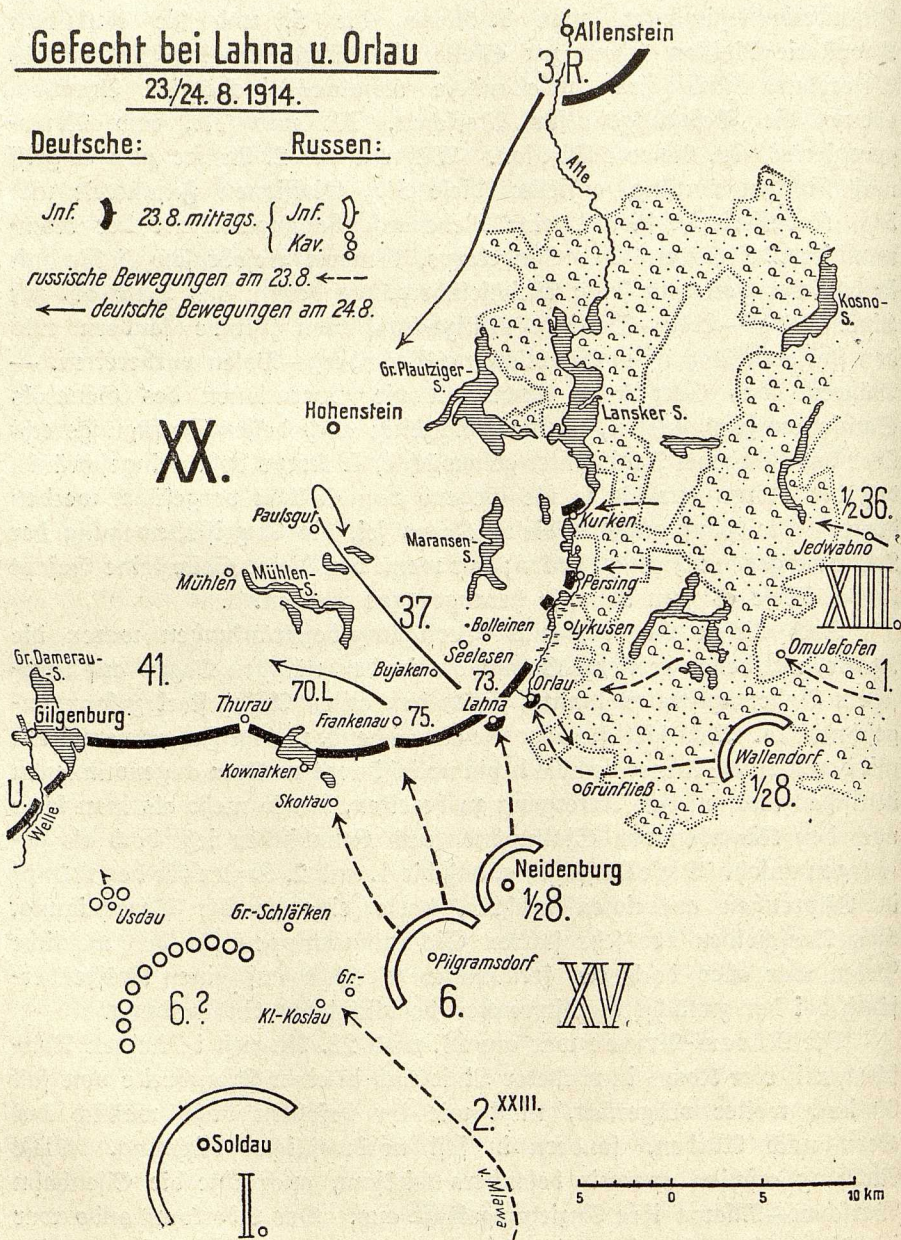 Gefecht bei Lahna u. Orlau
23./24. 8. 1914.
Deutsche: Russen:
Jnf. 23. 8. mittags. Jnf.
Kav.
russische Bewegungen am 23.8.
deutsche Bewegungen am 24.8.
Allenstein
3. R.
Alle
Kosno-
S.
Gr. Plautziger-
S.
Lansker S.
Hohenstein
XX.
Kurken
½36.
Jedwabno
Paulsgut
Maransen-
S.
Persing
XIII.
Mühlen
Mühlen-
S.
37.
Bolleinen
Lykusen
Seelesen
Omulefofen
1.
Gr. Damerau-
S.
41.
Bujaken
73.
Orlau
70.L
Lahna
Gilgenburg
Thurau
Frankenau
75.
Wallendorf
½8.
Kownatken
Grünfließ
U.
Welle
Skottau
Neidenburg
½8.
Usdau
Gr.-Schläfken
Pilgramsdorf
6.
XV
6.?
Gr.-
Kl.-Koslau
2.XXIII.
Soldau
I.
v. Mlawa
5 0 5 10 km